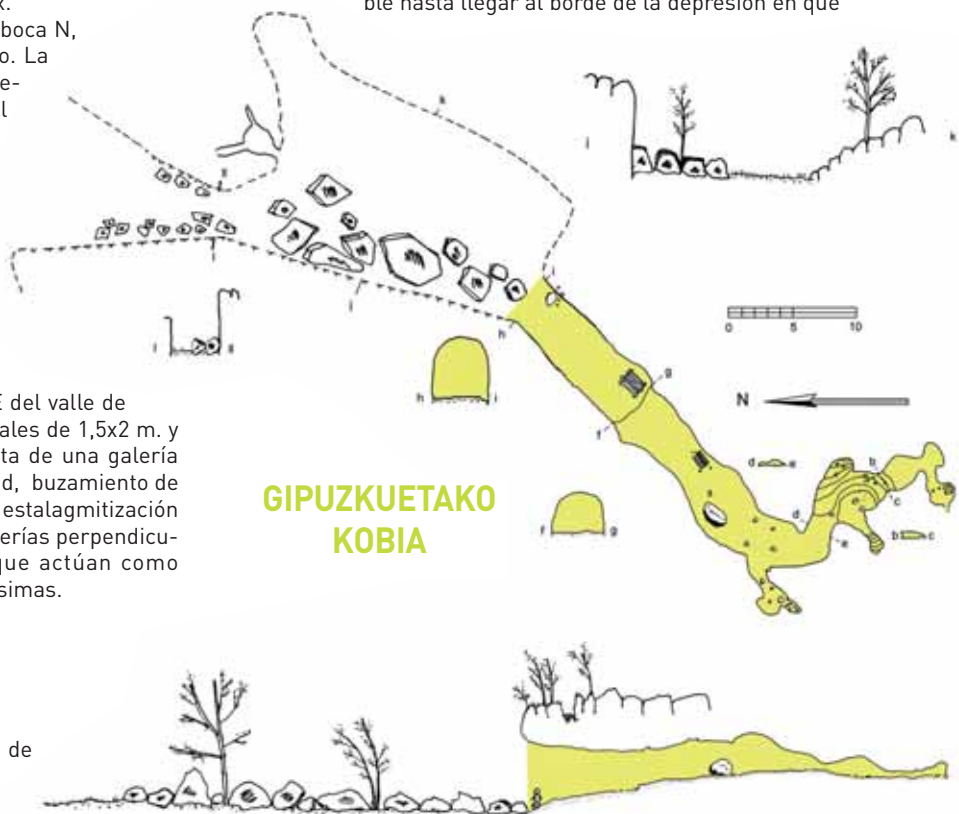 x.
boca N,
o. La
e-
l
ble hasta llegar al borde de la depresión en que
k
j
k
g
f
j
i
h
f
g
0 5 10
g
N
h i
f
d e
b
c
a
d
e
b c
f g
E del valle de
ales de 1,5x2 m. y
ta de una galería
d, buzamiento de
estalagmitización
erías perpendicu-
que actúan como
simas.
GIPUZKUETAKO
KOBIA
de